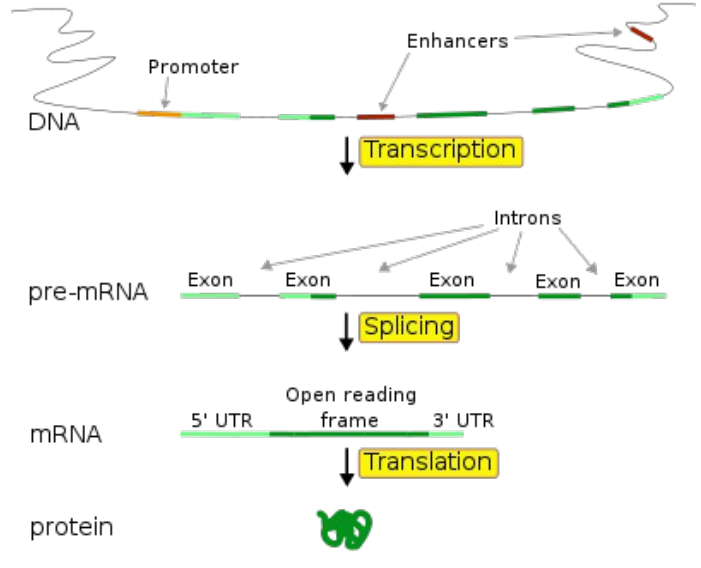 Enhancers
Promoter
DNA
Transcription
Introns
Exon Exon Exon Exon Exon
pre-mRNA
Splicing
Open reading
5' UTR frame 3' UTR
mRNA
Translation
protein